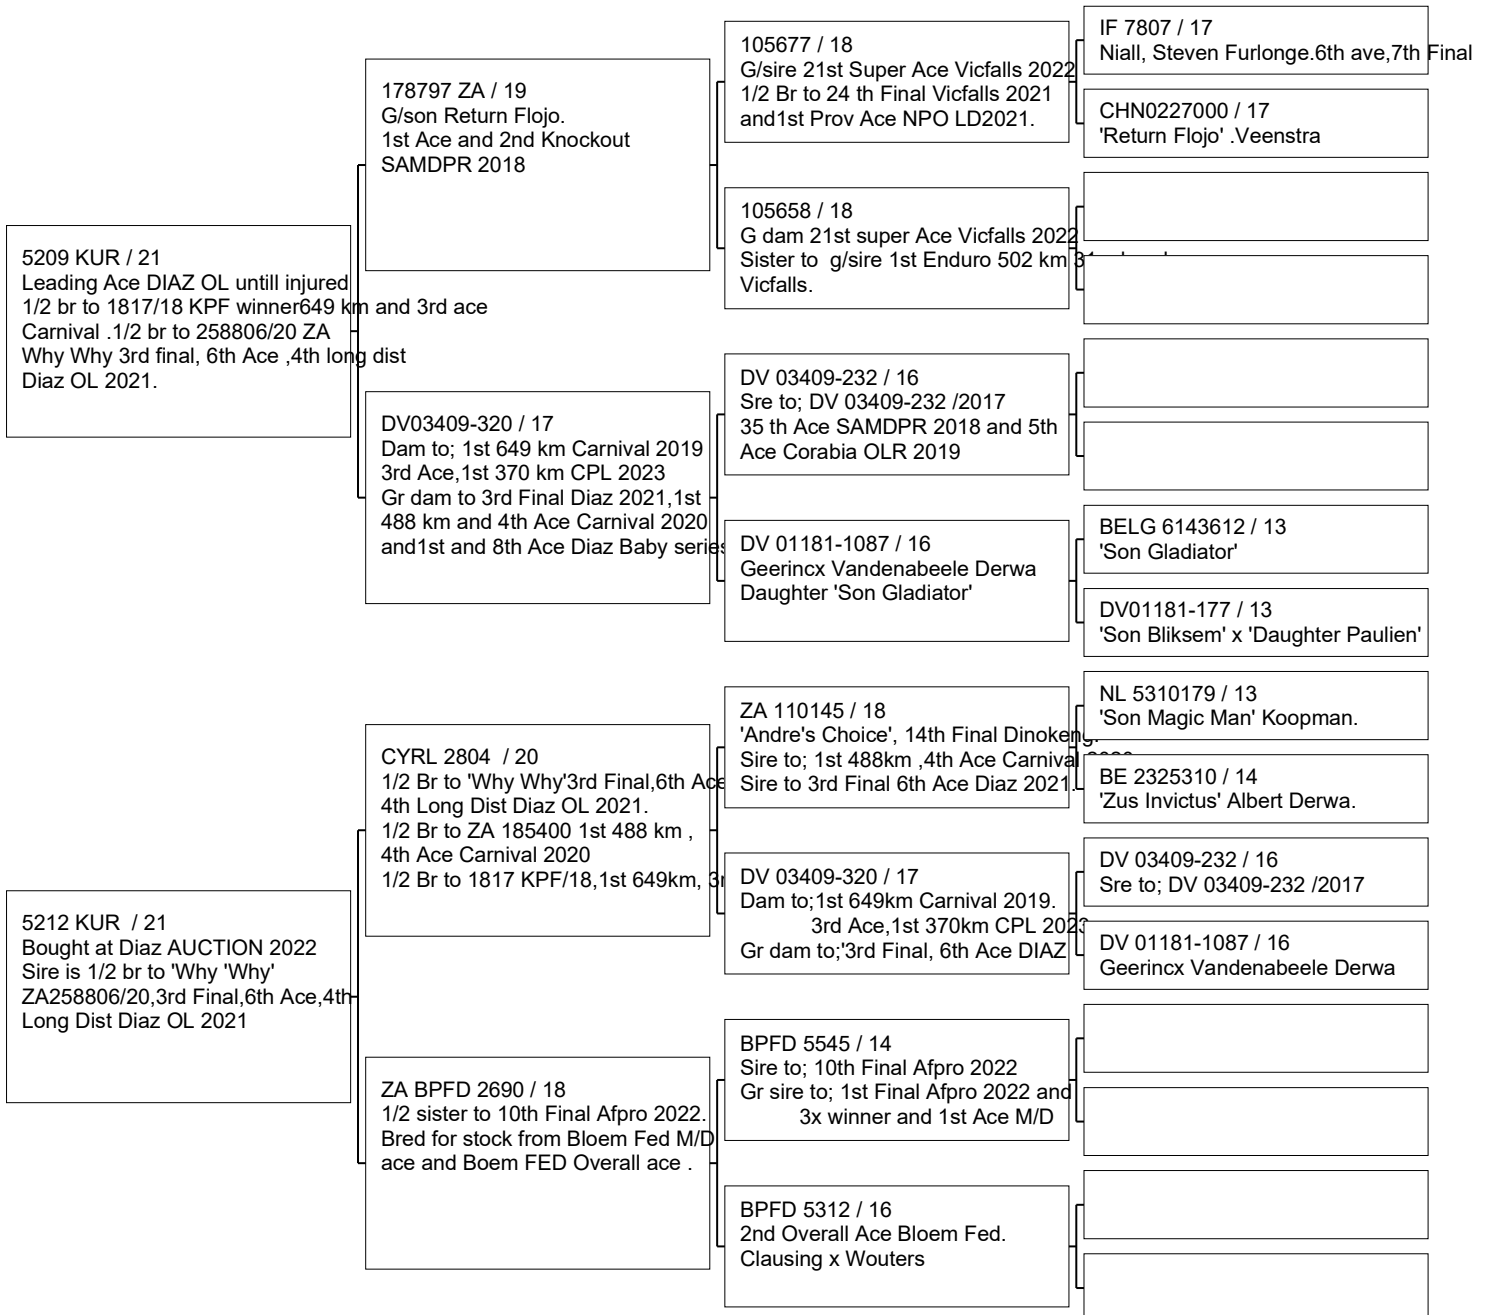 5209 KUR / 21
Leading Ace DIAZ OL untill injured
1/2 br to 1817/18 KPF winner649 km and 3rd ace
Carnival .1/2 br to 258806/20 ZA
Why Why 3rd final, 6th Ace ,4th long dist
Diaz OL 2021.
5212 KUR / 21
Bought at Diaz AUCTION 2022
Sire is 1/2 br to 'Why 'Why'
ZA258806/20,3rd Final,6th Ace,4th
Long Dist Diaz OL 2021
178797 ZA / 19
G/son Return Flojo.
1st Ace and 2nd Knockout
SAMDPR 2018
DV03409-320 / 17
Dam to; 1st 649 km Carnival 2019
3rd Ace,1st 370 km CPL 2023
Gr dam to 3rd Final Diaz 2021,1st
488 km and 4th Ace Carnival 2020
and1st and 8th Ace Diaz Baby series
CYRL 2804 / 20
1/2 Br to 'Why Why'3rd Final,6th Ace
4th Long Dist Diaz OL 2021.
1/2 Br to ZA 185400 1st 488 km ,
4th Ace Carnival 2020
1/2 Br to 1817 KPF/18,1st 649km,
ZA BPFD 2690 / 18
1/2 sister to 10th Final Afpro 2022.
Bred for stock from Bloem Fed M/D
ace and Boem FED Overall ace .
105677 / 18
G/sire 21st Super Ace Vicfalls 2022
1/2 Br to 24 th Final Vicfalls 2021
and1st Prov Ace NPO LD2021.
105658 / 18
G dam 21st super Ace Vicfalls 2022
Sister to g/sire 1st Enduro 502 km
Vicfalls.
DV 03409-232 / 16
Sre to; DV 03409-232 /2017
35 th Ace SAMDPR 2018 and 5th
Ace Corabia OLR 2019
DV 01181-1087 / 16
Geerincx Vandenabeele Derwa
Daughter 'Son Gladiator'
ZA 110145 / 18
'Andre's Choice', 14th Final Dinokeng.
Sire to; 1st 488km ,4th Ace Carnival
Sire to 3rd Final 6th Ace Diaz 2021.
DV 03409-320 / 17
Dam to;1st 649km Carnival 2019.
3rd Ace,1st 370km CPL 2023
Gr dam to;'3rd Final, 6th Ace DIAZ
BPFD 5545 / 14
Sire to; 10th Final Afpro 2022
Gr sire to; 1st Final Afpro 2022 and
3x winner and 1st Ace M/D
BPFD 5312 / 16
2nd Overall Ace Bloem Fed.
Clausing x Wouters
IF 7807 / 17
Niall, Steven Furlonge.6th ave,7th Final
CHN0227000 / 17
'Return Flojo' .Veenstra
BELG 6143612 / 13
'Son Gladiator'
DV01181-177 / 13
'Son Bliksem' x 'Daughter Paulien'
NL 5310179 / 13
'Son Magic Man' Koopman.
BE 2325310 / 14
'Zus Invictus' Albert Derwa.
DV 03409-232 / 16
Sre to; DV 03409-232 /2017
DV 01181-1087 / 16
Geerincx Vandenabeele Derwa